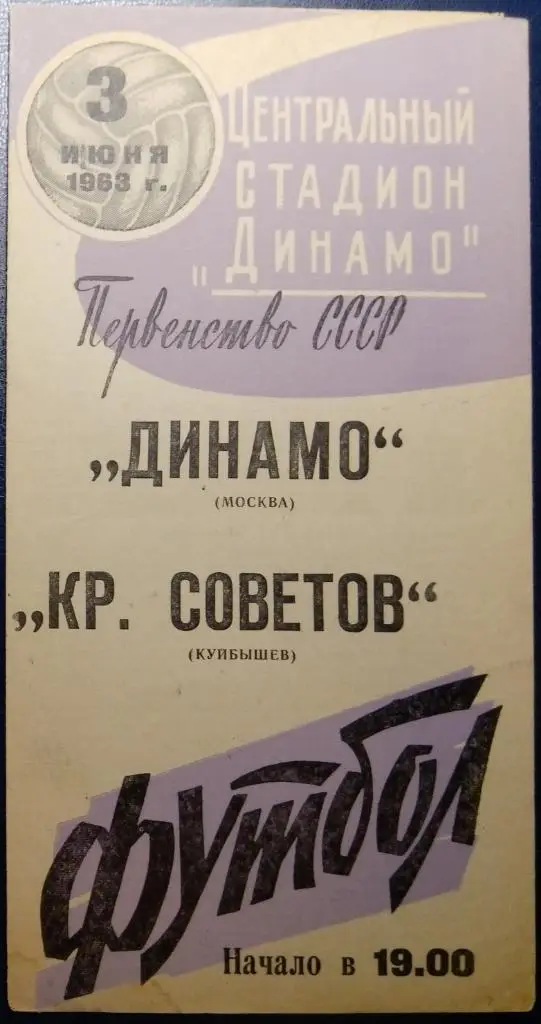 3
ИЮНЯ
1963 г.
ЦЕНТРАЛЬНЫЙ
СТАДИОН
„ДИНАМО"
Первенство СССР
„ДИНАМО“
(МОСКВА)
„КР. СОВЕТОВ“
(КУЙБЫШЕВ)
футбол
Начало в 19.00